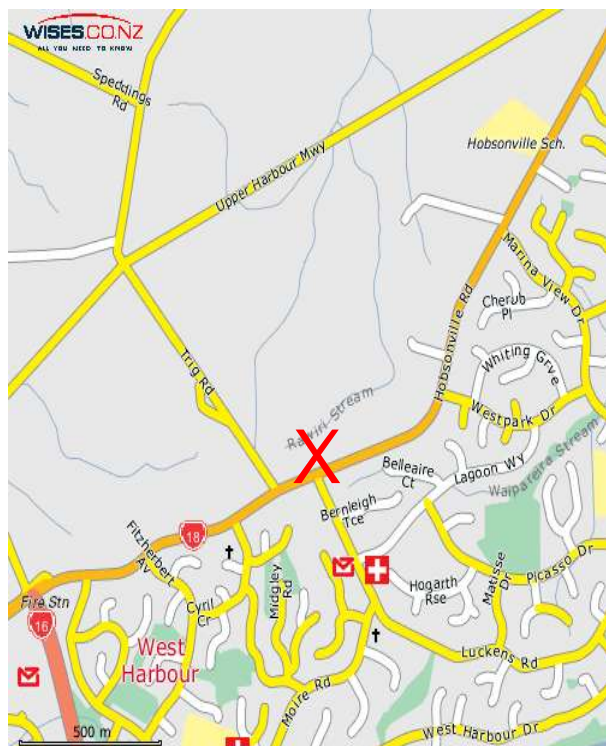 WISES.CO.NZ
ALL YOU NEED TO KNOW
Speddings
Rd
Upper Harbour Mwy
Hobsonville Sch.
Marina View Dr
Cherub
Pl
Hobsonville Rd
Whiting Grve
Trig Rd
Westpark Dr
Rawiri Stream
X
Belleaire
Ct
Lagoon WY
Waipareira Stream
Bernleigh
Tce
18
Fitzherbert
Av
Midgley
Rd
Hogarth
Rse
Matisse
Dr
Picasso Dr
Fire Stn
16
Cyril
Cr
West
Harbour
Luckens Rd
Moire Rd
West Harbour Dr
500 m